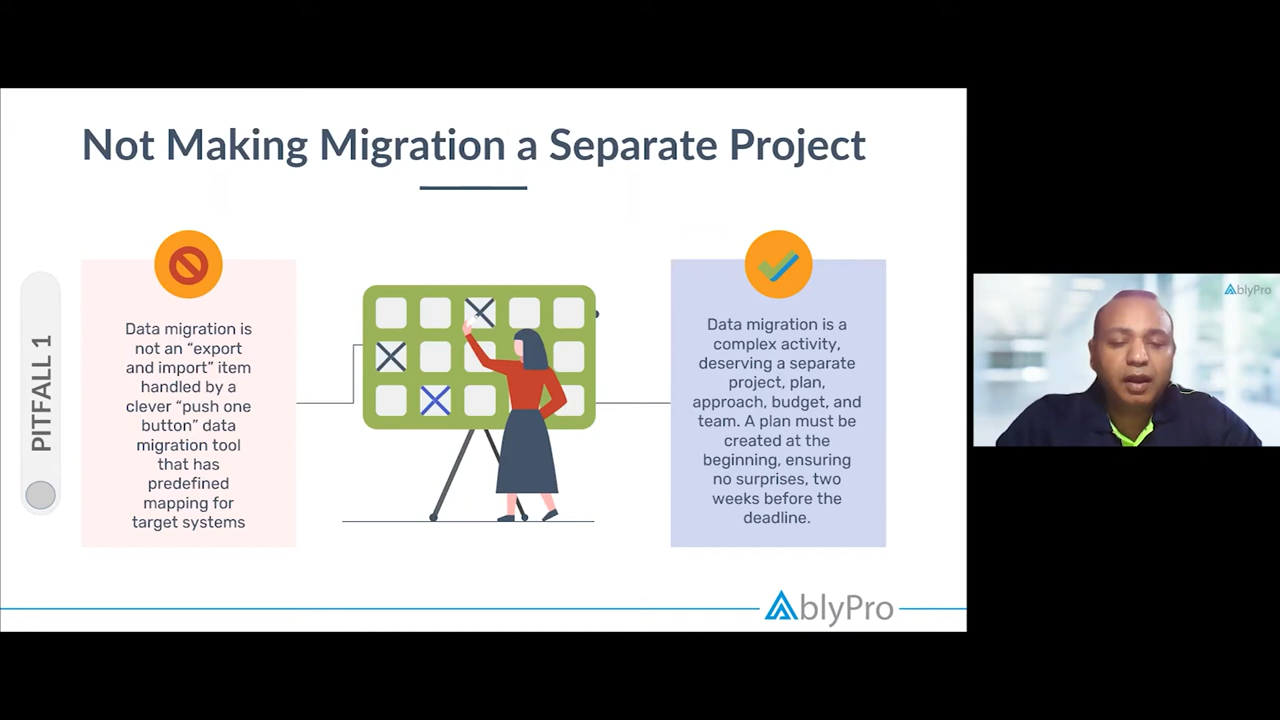 Not Making Migration a Separate Project
PITFALL 1
Data migration is
not an “export
and import” item
handled by a
clever “push one
button” data
migration tool
that has
predefined
mapping for
target systems
Data migration is a
complex activity,
deserving a separate
project, plan,
approach, budget, and
team. A plan must be
created at the
beginning, ensuring
no surprises, two
weeks before the
deadline.
AblyPro
AblyPro